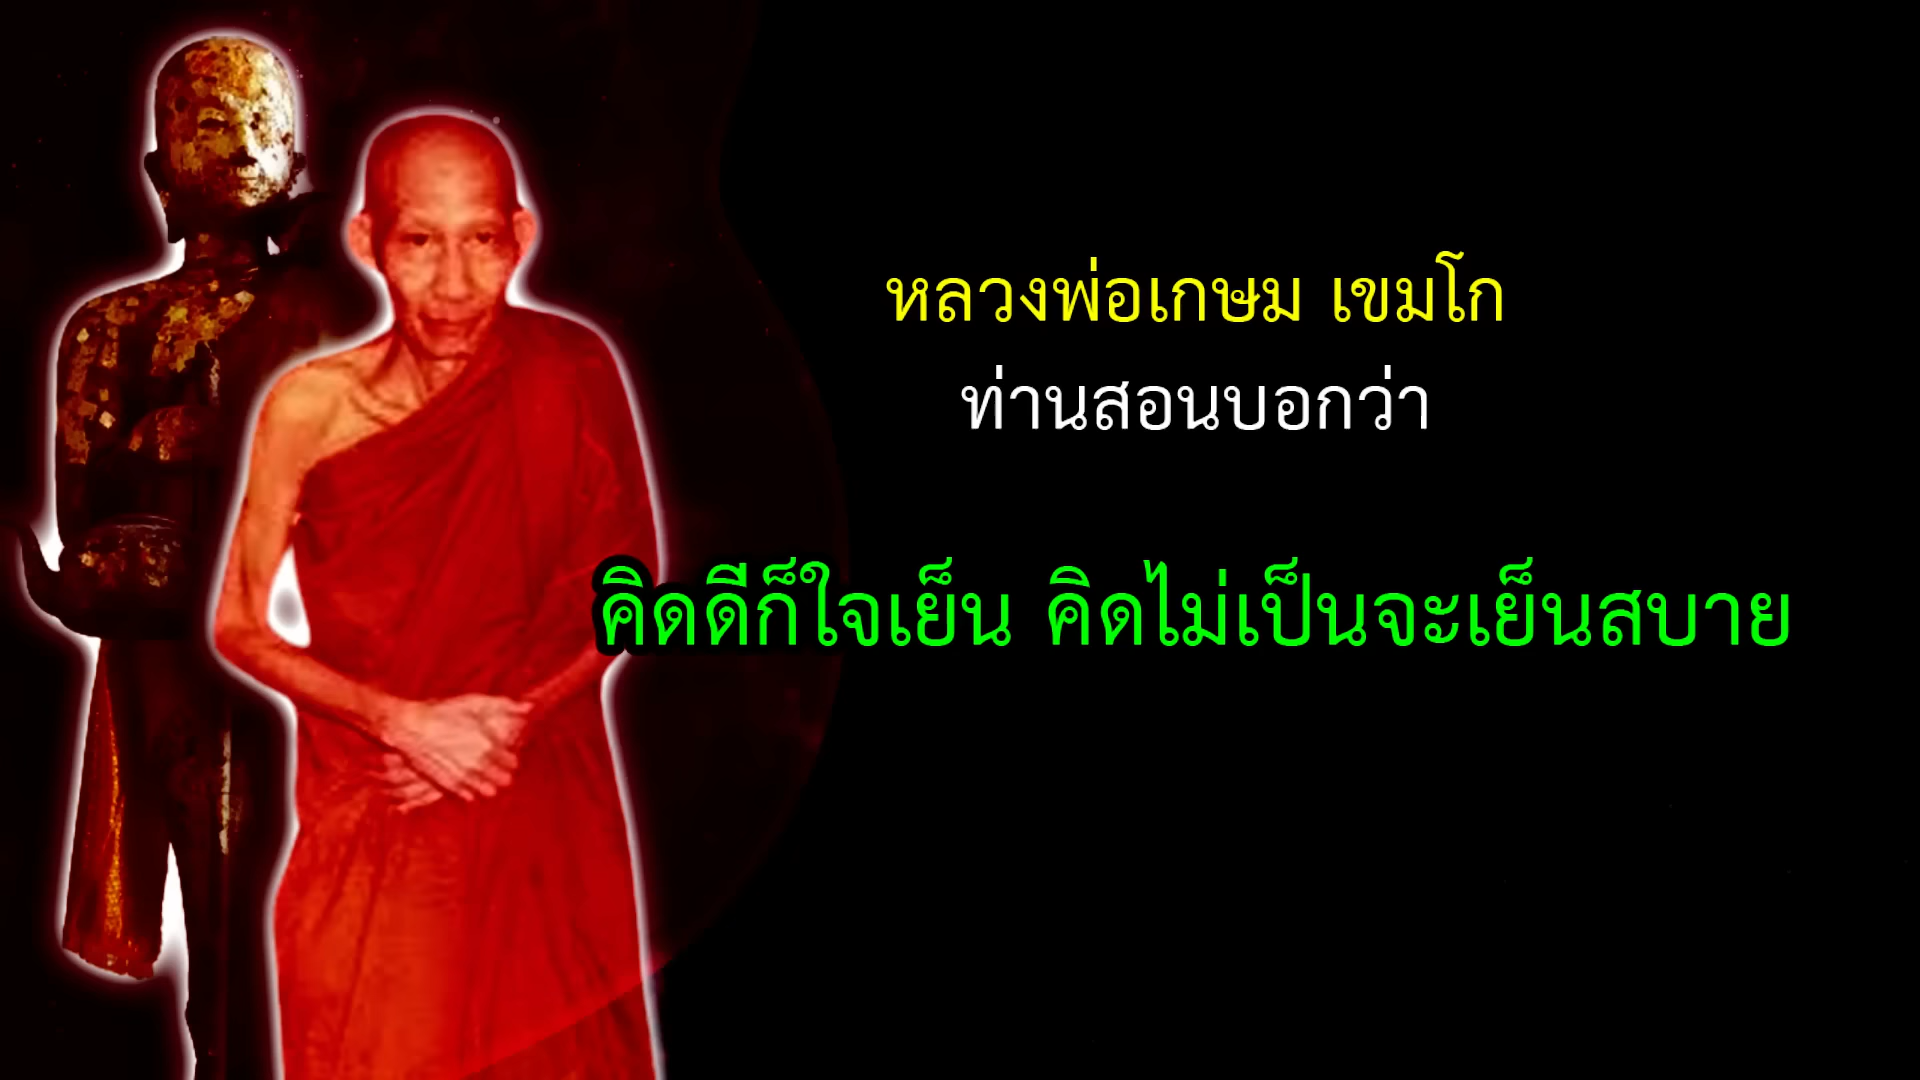 หลวงพ่อเกษม เขมโก
ท่านสอนบอกว่า
คิดดีก็ใจเย็น คิดไม่เป็นจะเย็นสบาย